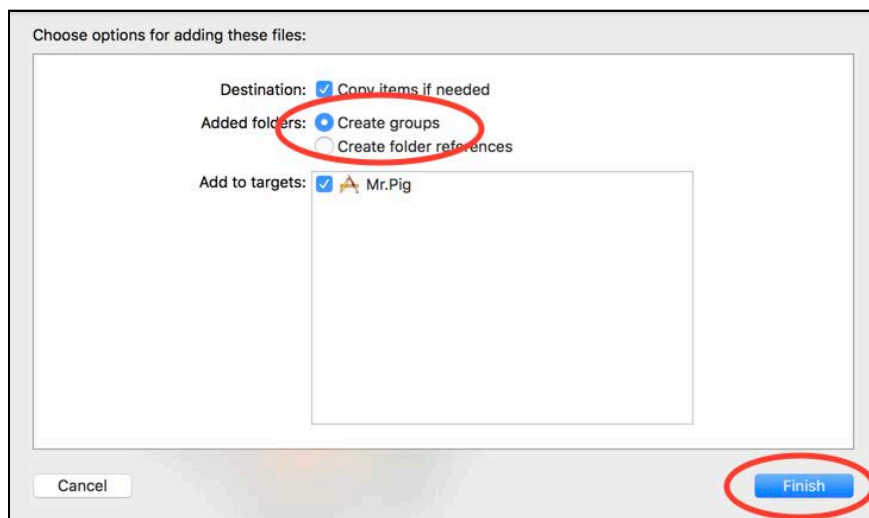 Choose options for adding these files:
Destination: Copy items if needed
Added folders: Create groups
Create folder references
Add to targets: Mr.Pig
Cancel Finish